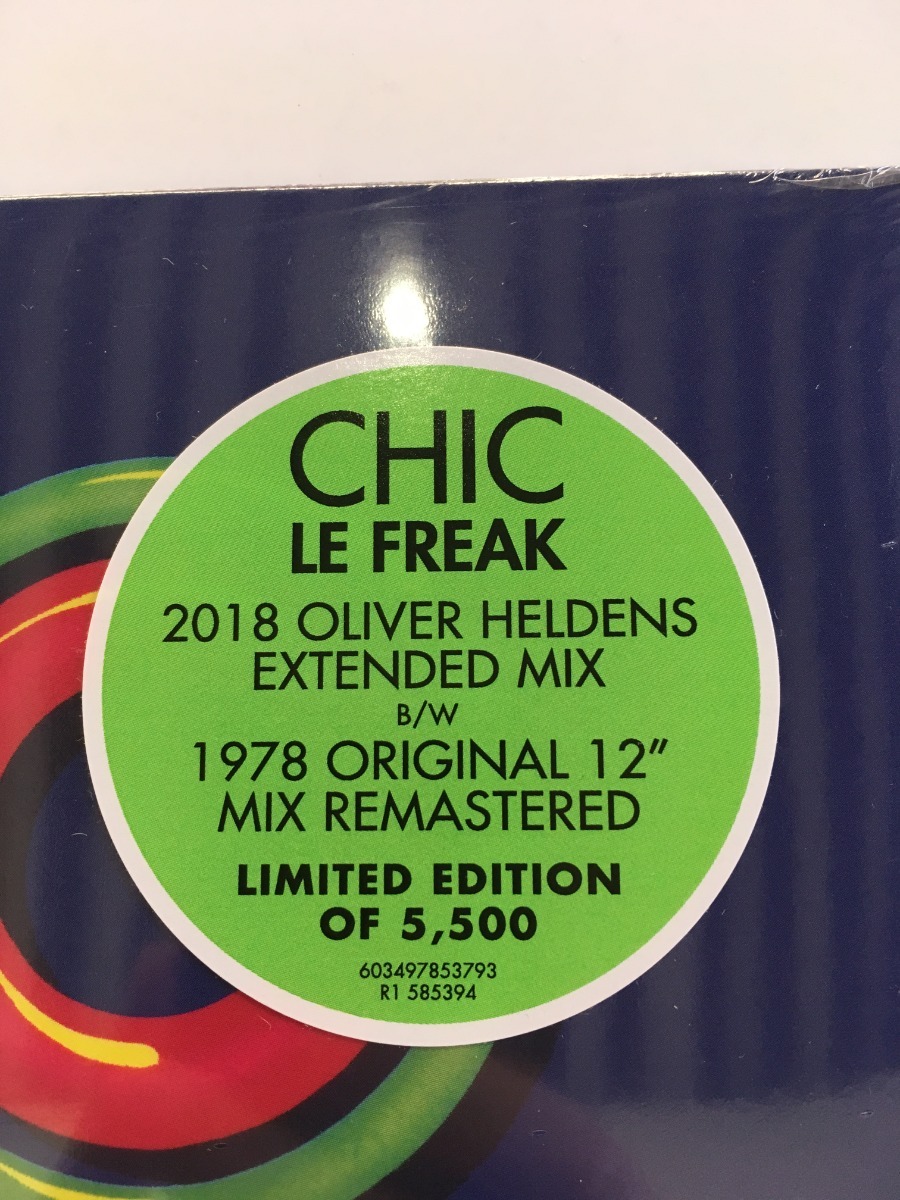 CHIC
LE FREAK
2018 OLIVER HELDENS
EXTENDED MIX
B/W
1978 ORIGINAL 12”
MIX REMASTERED
LIMITED EDITION
OF 5,500
603497853793
R1 585394